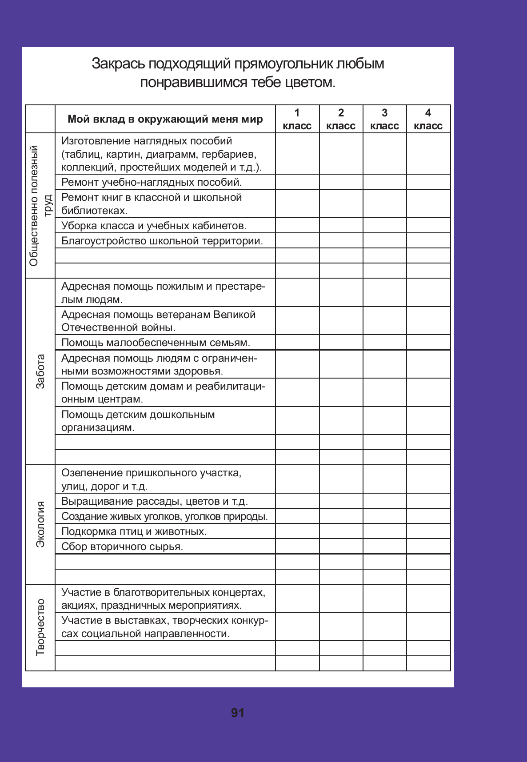 Закрась подходящий прямоугольник любым
понравившимся тебе цветом.
Мой вклад в окружающий меня мир
1
класс
2
класс
3
класс
4
класс
Общественно полезный
труд
Изготовление наглядных пособий
(таблиц, картин, диаграмм, гербариев,
коллекций, простейших моделей и т.д.).
Ремонт учебно-наглядных пособий.
Ремонт книг в классной и школьной
библиотеках.
Уборка класса и учебных кабинетов.
Благоустройство школьной территории.
Забота
Адресная помощь пожилым и престаре-
лым людям.
Адресная помощь ветеранам Великой
Отечественной войны.
Помощь малообеспеченным семьям.
Адресная помощь людям с ограничен-
ными возможностями здоровья.
Помощь детским домам и реабилитаци-
онным центрам.
Помощь детским дошкольным
организациям.
Экология
Озеленение пришкольного участка,
улиц, дорог и т.д.
Выращивание рассады, цветов и т.д.
Создание живых уголков, уголков природы.
Подкормка птиц и животных.
Сбор вторичного сырья.
Творчество
Участие в благотворительных концертах,
акциях, праздничных мероприятиях.
Участие в выставках, творческих конкур-
сах социальной направленности.
91